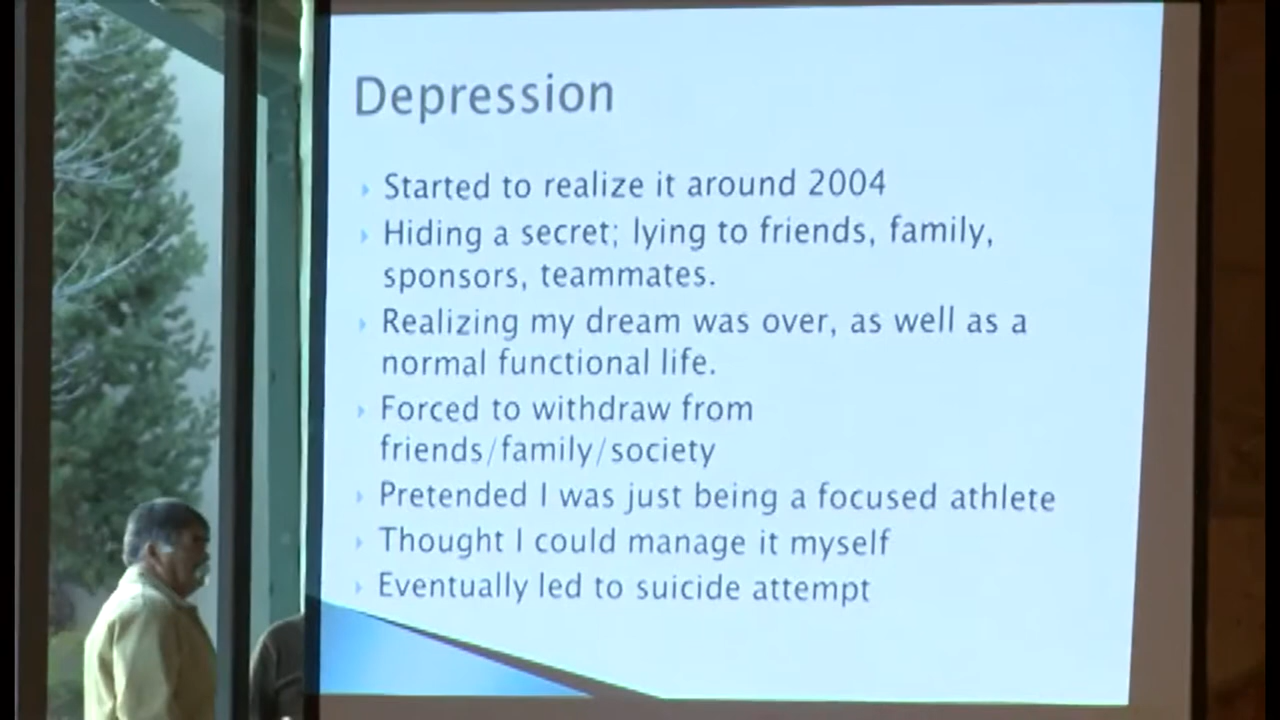 Depression
Started to realize it around 2004
Hiding a secret; lying to friends, family,
sponsors, teammates.
Realizing my dream was over, as well as a
normal functional life.
Forced to withdraw from
friends/family/society
Pretended I was just being a focused athlete
Thought I could manage it myself
Eventually led to suicide attempt